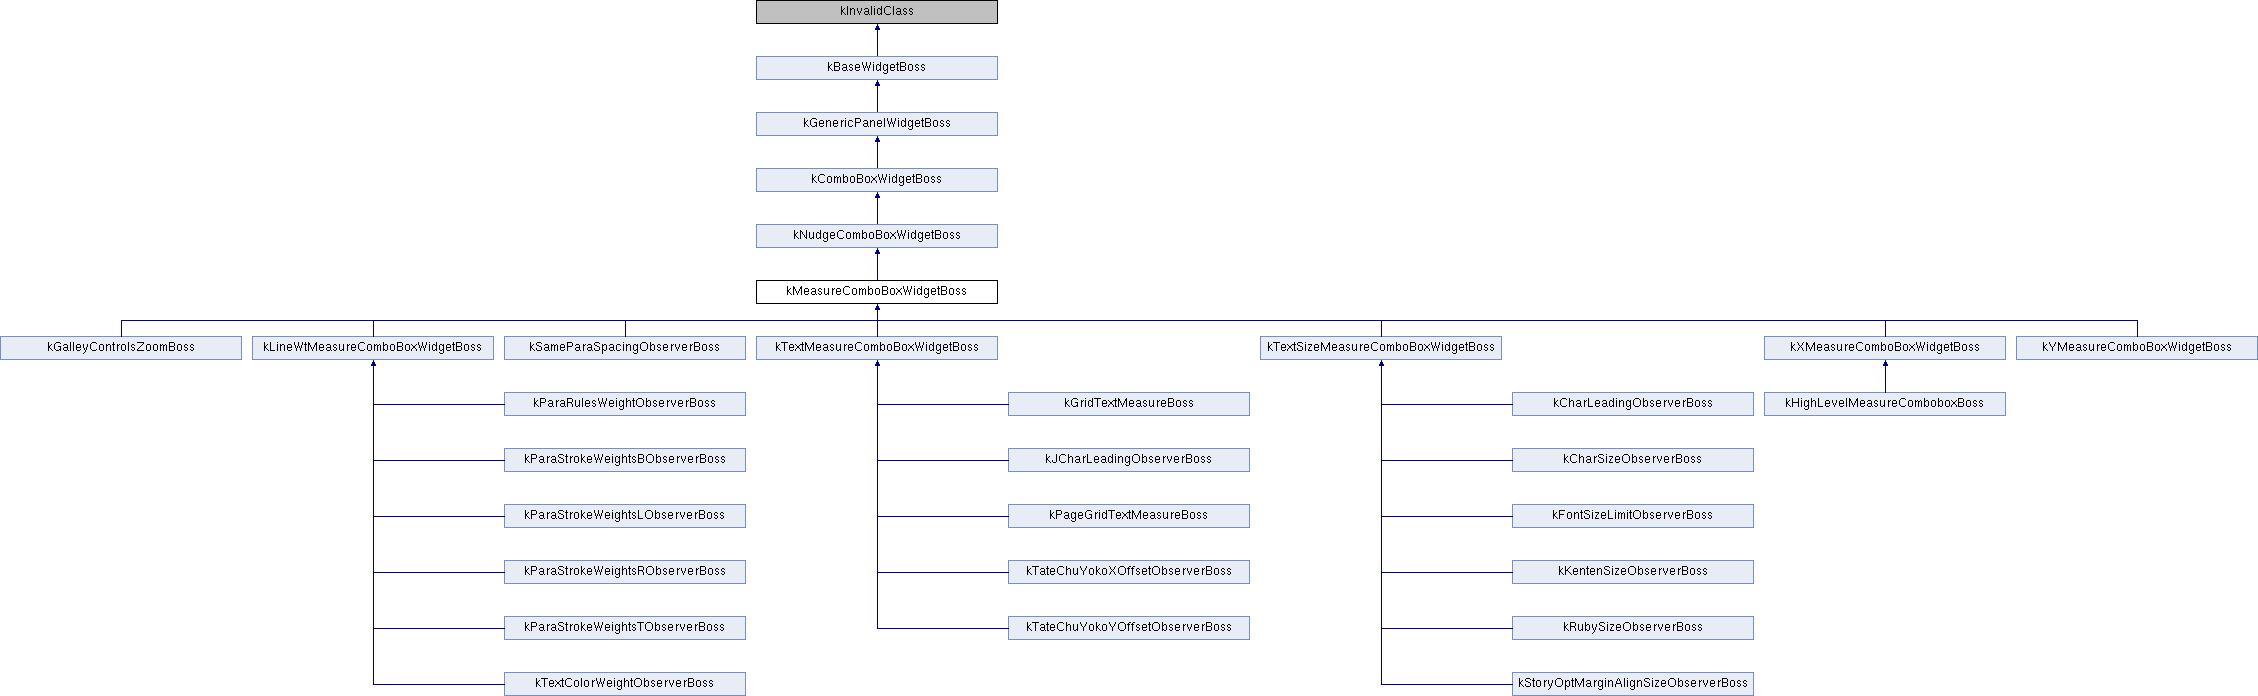 kInvalidClass
kBaseWidgetBoss
kGenericPanelWidgetBoss
kComboBoxWidgetBoss
kNudgeComboBoxWidgetBoss
kMeasureComboBoxWidgetBoss
kGalleyControlsZoomBoss kLineWtMeasureComboBoxWidgetBoss kSameParaSpacingObserverBoss kTextMeasureComboBoxWidgetBoss kTextSizeMeasureComboBoxWidgetBoss kXMeasureComboBoxWidgetBoss kYMeasureComboBoxWidgetBoss
kParaRulesWeightObserverBoss kGridTextMeasureBoss kCharLeadingObserverBoss kHighLevelMeasureComboboxBoss
kParaStrokeWeightsBObserverBoss kJCharLeadingObserverBoss kCharSizeObserverBoss
kParaStrokeWeightsLObserverBoss kPageGridTextMeasureBoss kFontSizeLimitObserverBoss
kParaStrokeWeightsRObserverBoss kTateChuYokoXOffsetObserverBoss kKentenSizeObserverBoss
kParaStrokeWeightsTObserverBoss kTateChuYokoYOffsetObserverBoss kRubySizeObserverBoss
kTextColorWeightObserverBoss kStoryOptMarginAlignSizeObserverBoss